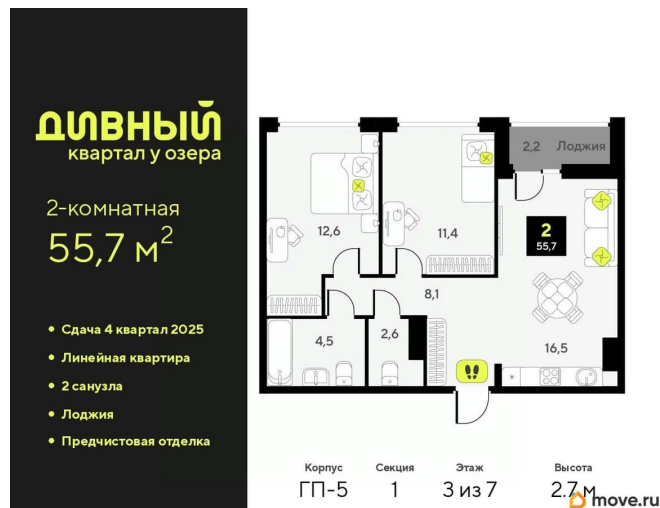 ДИВНЫЙ
квартал у озера
2-комнатная
55,7 м²
• Сдача 4 квартал 2025
• Линейная квартира
• 2 санузла
• Лоджия
• Предчистовая отделка
2,2 Лоджия
12,6
11,4
2
55,7
8,1
4,5
2,6
16,5
Корпус Секция Этаж Высота
ГП-5 1 3 из 7 2.7 м
move.ru